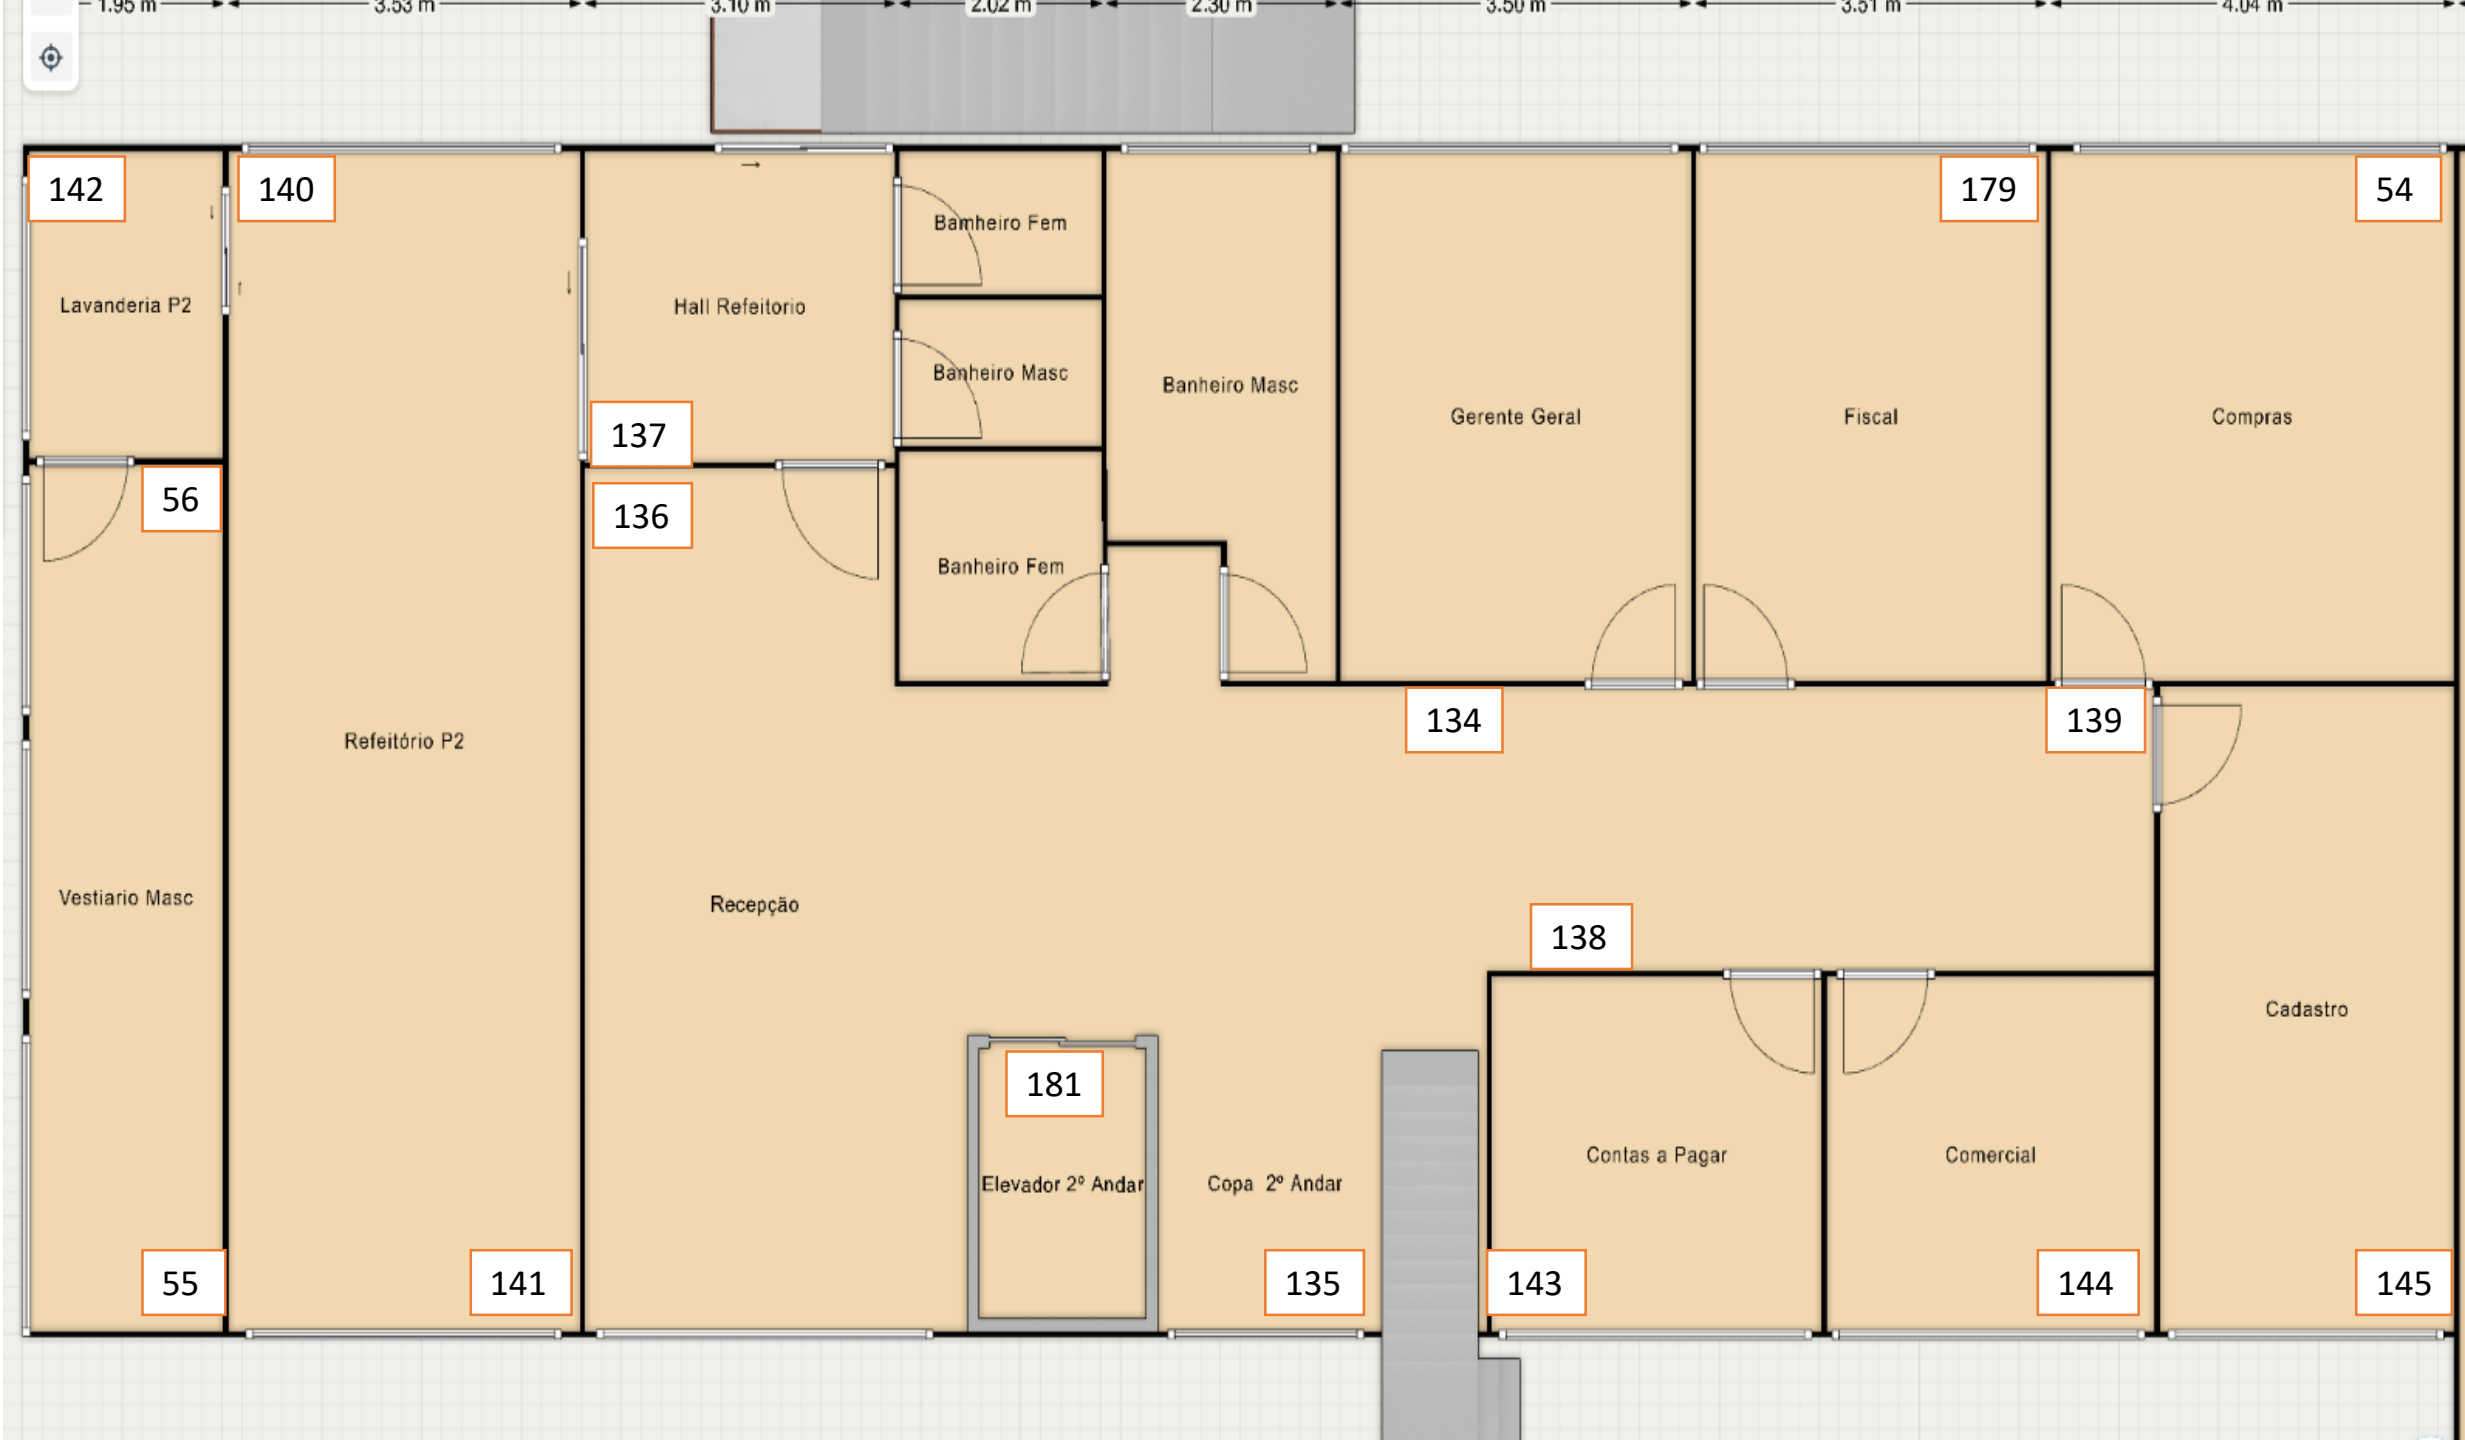 1.95 m 3.53 m 3.10 m 2.02 m 2.30 m 3.50 m 3.51 m 4.04 m
142
140
179
54
Bamheiro Fem
Lavanderia P2
Hall Refeitorio
Banheiro Masc
Banheiro Masc
Gerente Geral
Fiscal
Compras
137
56
136
Banheiro Fem
134
139
Refeitório P2
Vestiario Masc
Recepção
138
Cadastro
181
Contas a Pagar
Comercial
Elevador 2º Andar
Copa 2º Andar
55
141
135
143
144
145